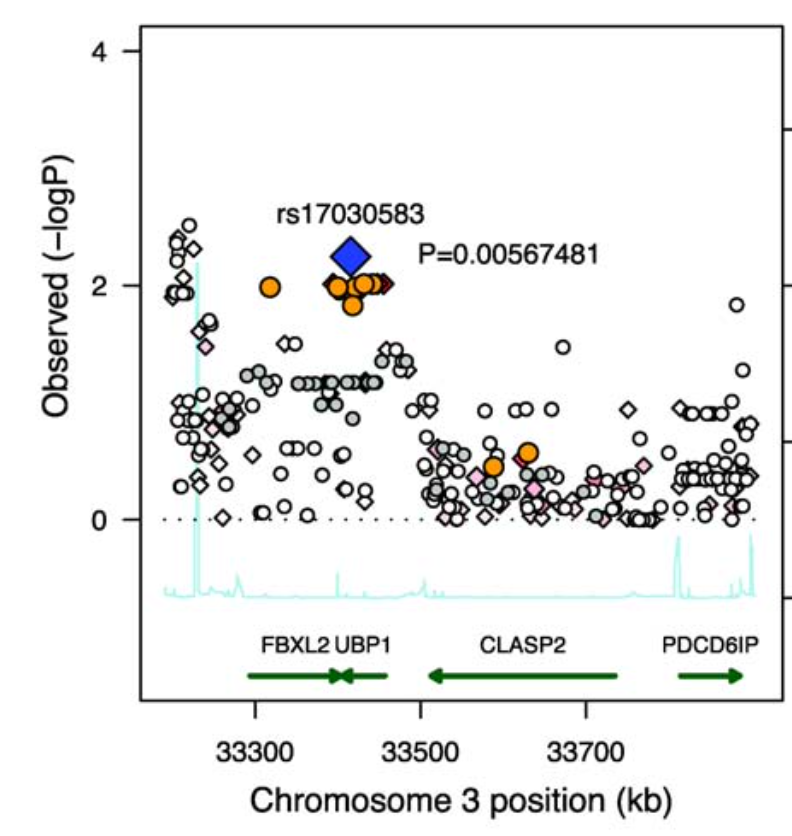 4
2
0
Observed (−logP)
rs17030583
P=0.00567481
FBXL2 UBP1 CLASP2 PDCD6IP
33300 33500 33700
Chromosome 3 position (kb)